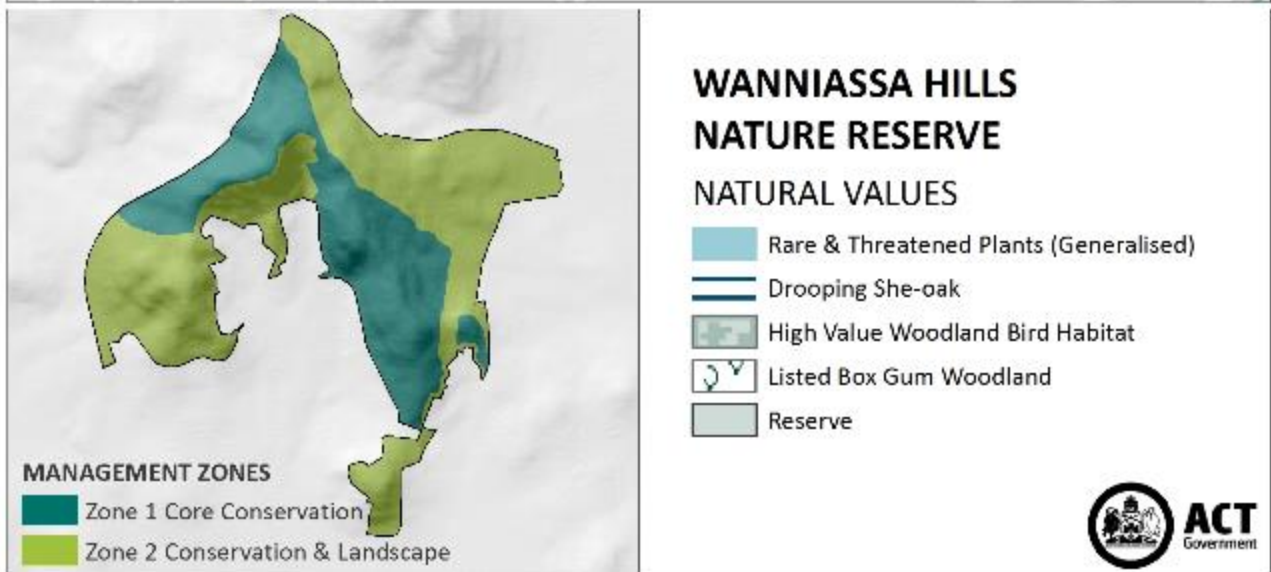 WANNIASSA HILLS
NATURE RESERVE
NATURAL VALUES
Rare & Threatened Plants (Generalised)
Drooping She-oak
High Value Woodland Bird Habitat
Listed Box Gum Woodland
Reserve
MANAGEMENT ZONES
Zone 1 Core Conservation
Zone 2 Conservation & Landscape
ACT
Government